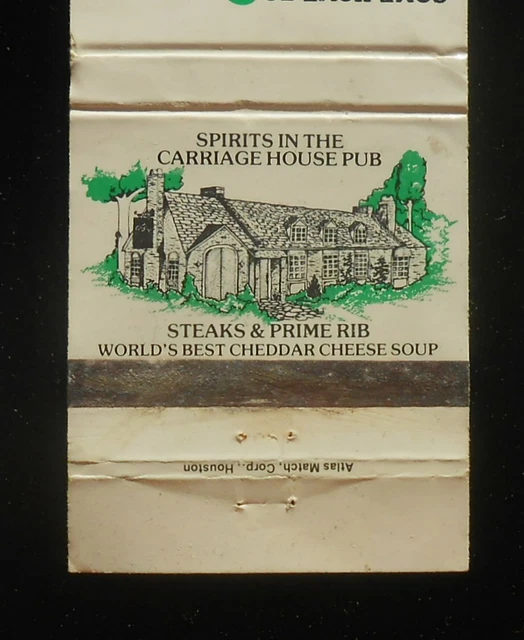 SPIRITS IN THE
CARRIAGE HOUSE PUB
STEAKS & PRIME RIB
WORLD'S BEST CHEDDAR CHEESE SOUP
Atlas Match, Corp., Houston